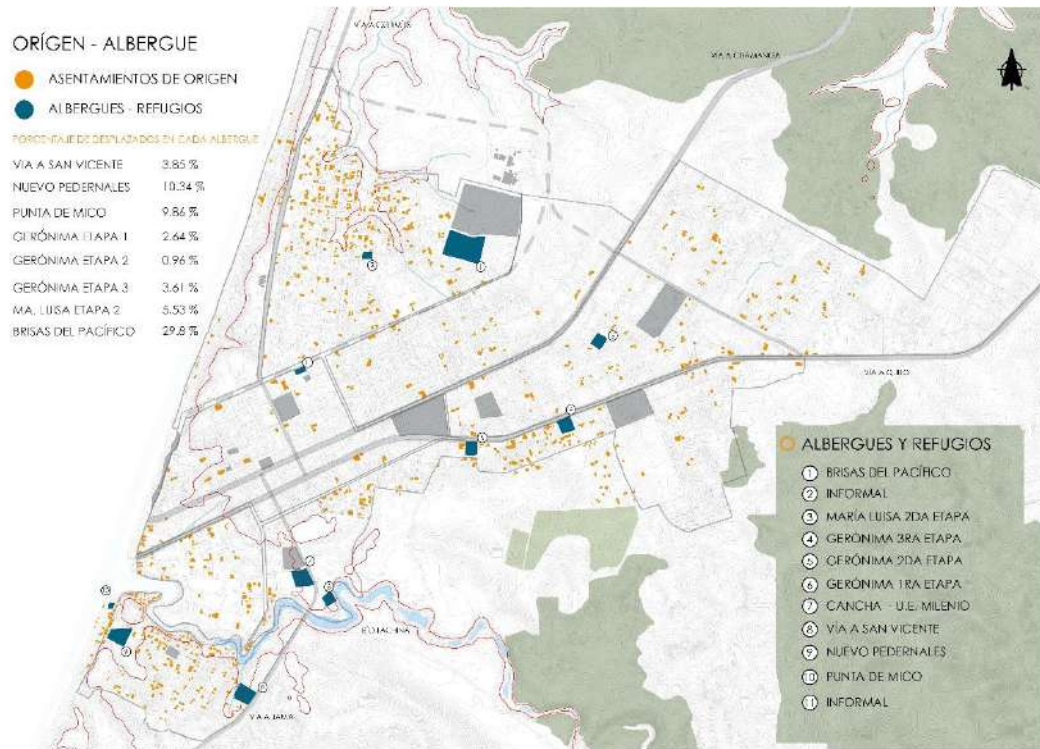 ORÍGEN - ALBERGUE
ASENTAMIENTOS DE ORIGEN
ALBERGUES - REFUGIOS
PORCENTAJE DE DESPLAZADOS EN CADA ALBERGUE
VIA A SAN VICENTE 3.85 %
NUEVO PEDERNALES 10.34 %
PUNTA DE MICO 9.86 %
GERÓNIMA ETAPA 1 2.64 %
GERÓNIMA ETAPA 2 0.96 %
GERÓNIMA ETAPA 3 3.61 %
MA. LUISA ETAPA 2 5.53 %
BRISAS DEL PACÍFICO 29.8 %
VÍA A
VIA A
VÍA A
RÍO TACHINA
VIA A JAMA
ALBERGUES Y REFUGIOS
1 BRISAS DEL PACÍFICO
2 INFORMAL
3 MARÍA LUISA 2DA ETAPA
4 GERÓNIMA 3RA ETAPA
5 GERÓNIMA 2DA ETAPA
6 GERÓNIMA 1RA ETAPA
7 CANCHA - U.E. MILENIO
8 VÍA A SAN VICENTE
9 NUEVO PEDERNALES
10 PUNTA DE MICO
11 INFORMAL